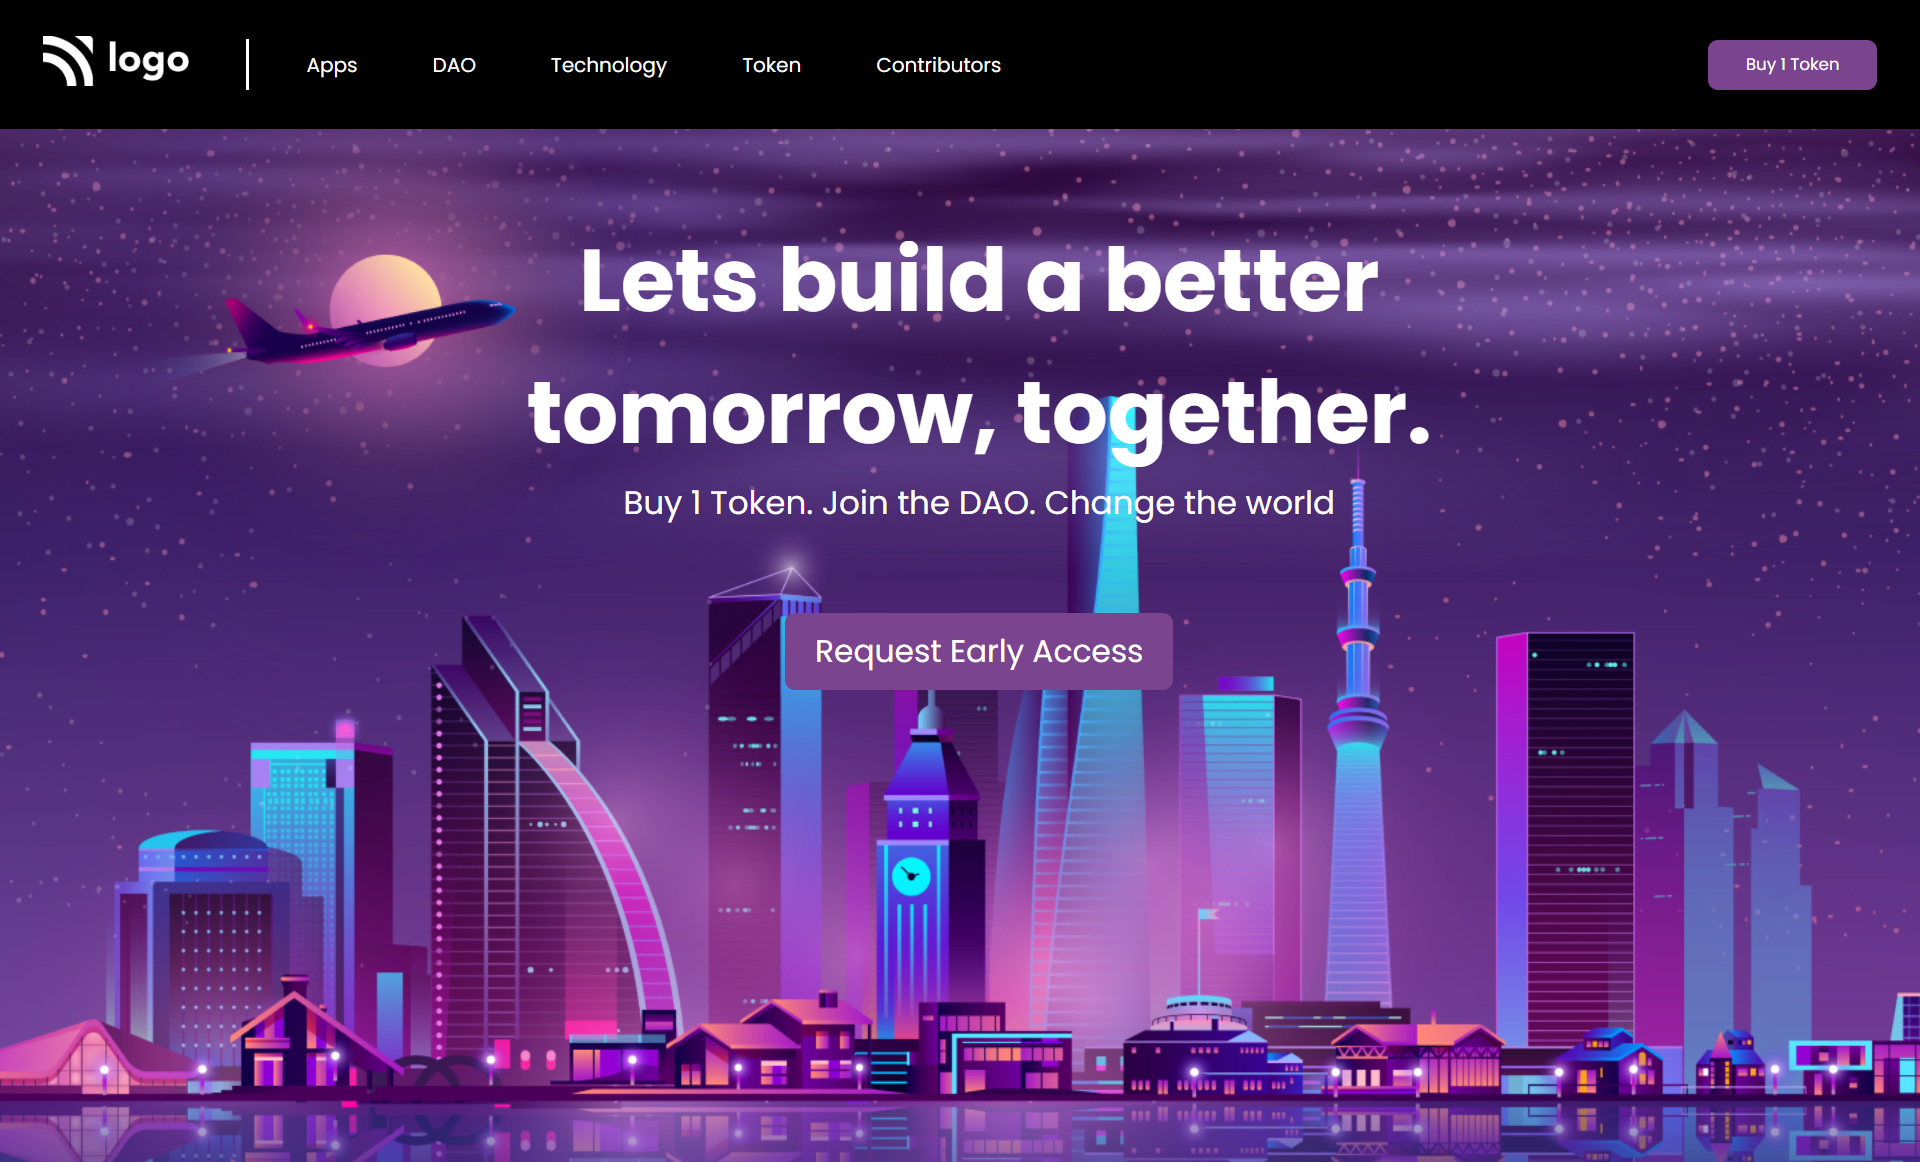 logo
Apps
DAO
Technology
Token
Contributors
Buy 1 Token
Lets build a better
tomorrow, together.
Buy 1 Token. Join the DAO. Change the world
Request Early Access